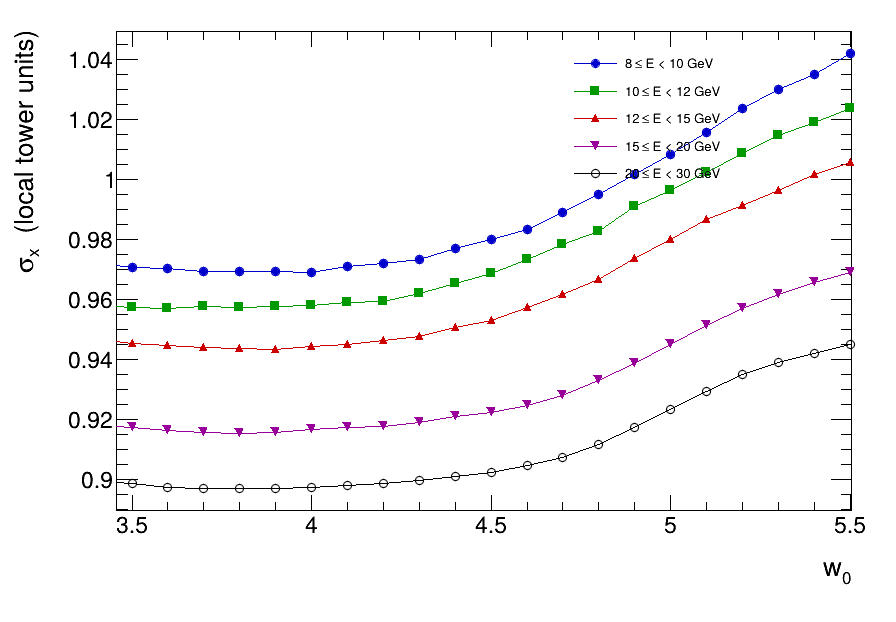 σx (local tower units)
1.04
1.02
1
0.98
0.96
0.94
0.92
0.9
8 ≤ E < 10 GeV
10 ≤ E < 12 GeV
12 ≤ E < 15 GeV
15 ≤ E < 20 GeV
20 ≤ E < 30 GeV
3.5 4 4.5 5 5.5
w0